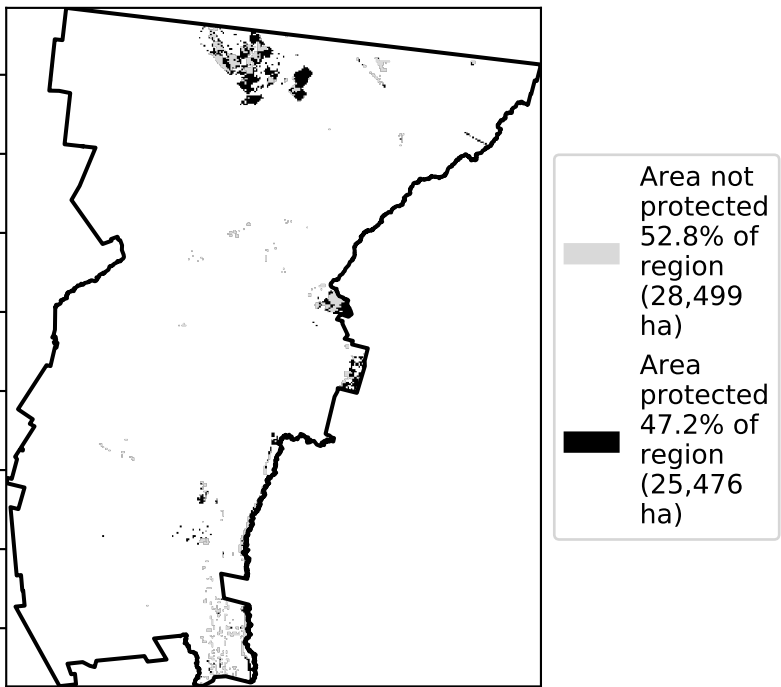 Area not
protected
52.8% of
region
(28,499
ha)
Area
protected
47.2% of
region
(25,476
ha)